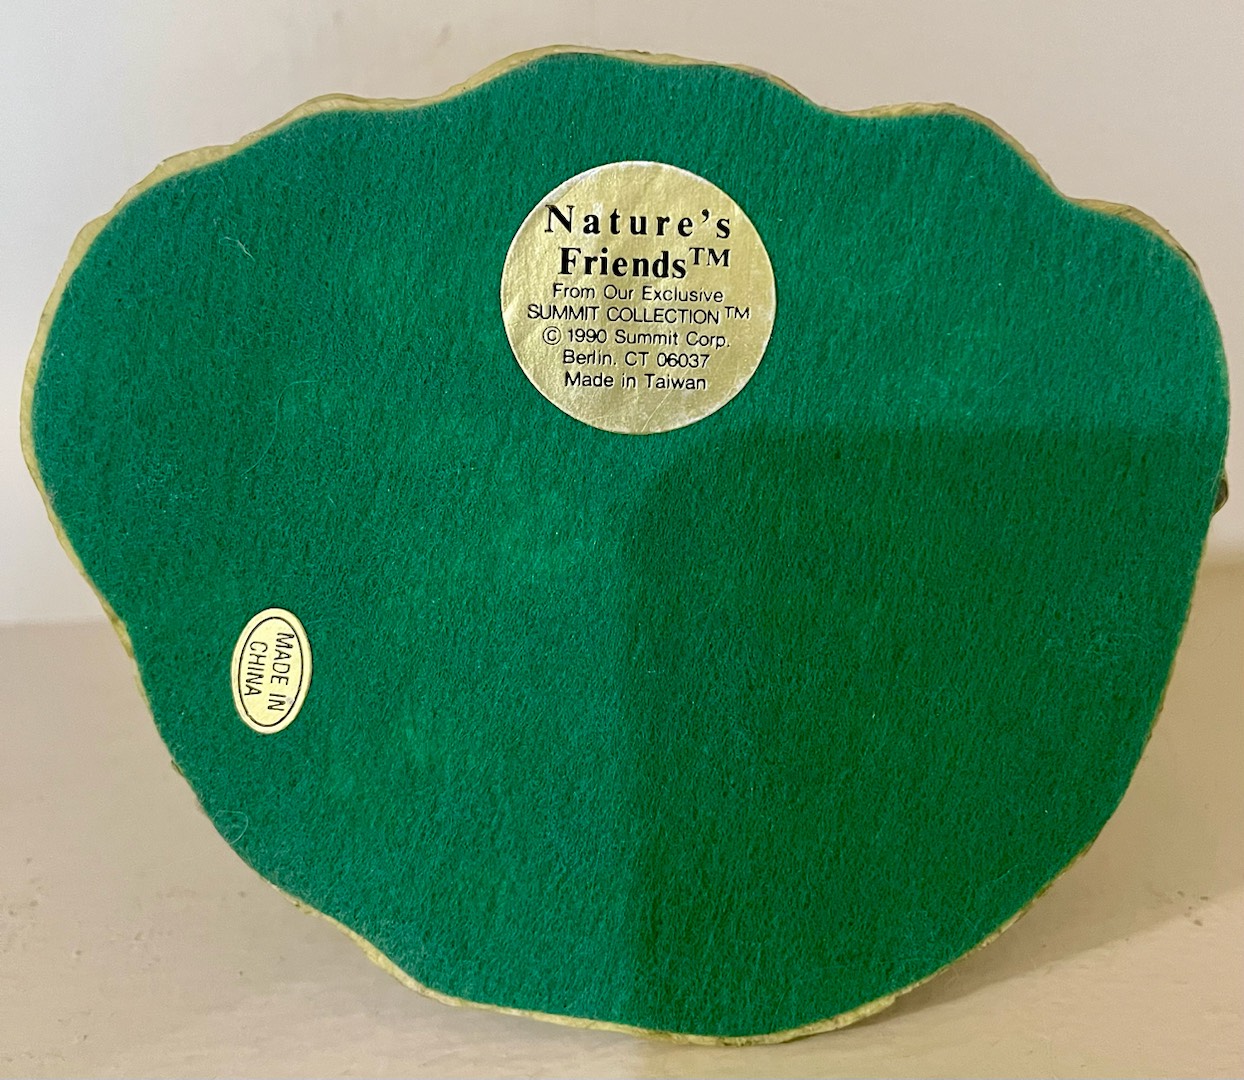 Nature's
Friends™
From Our Exclusive
SUMMIT COLLECTION™
© 1990 Summit Corp.
Berlin, CT 06037
Made in Taiwan
MADE IN
CHINA